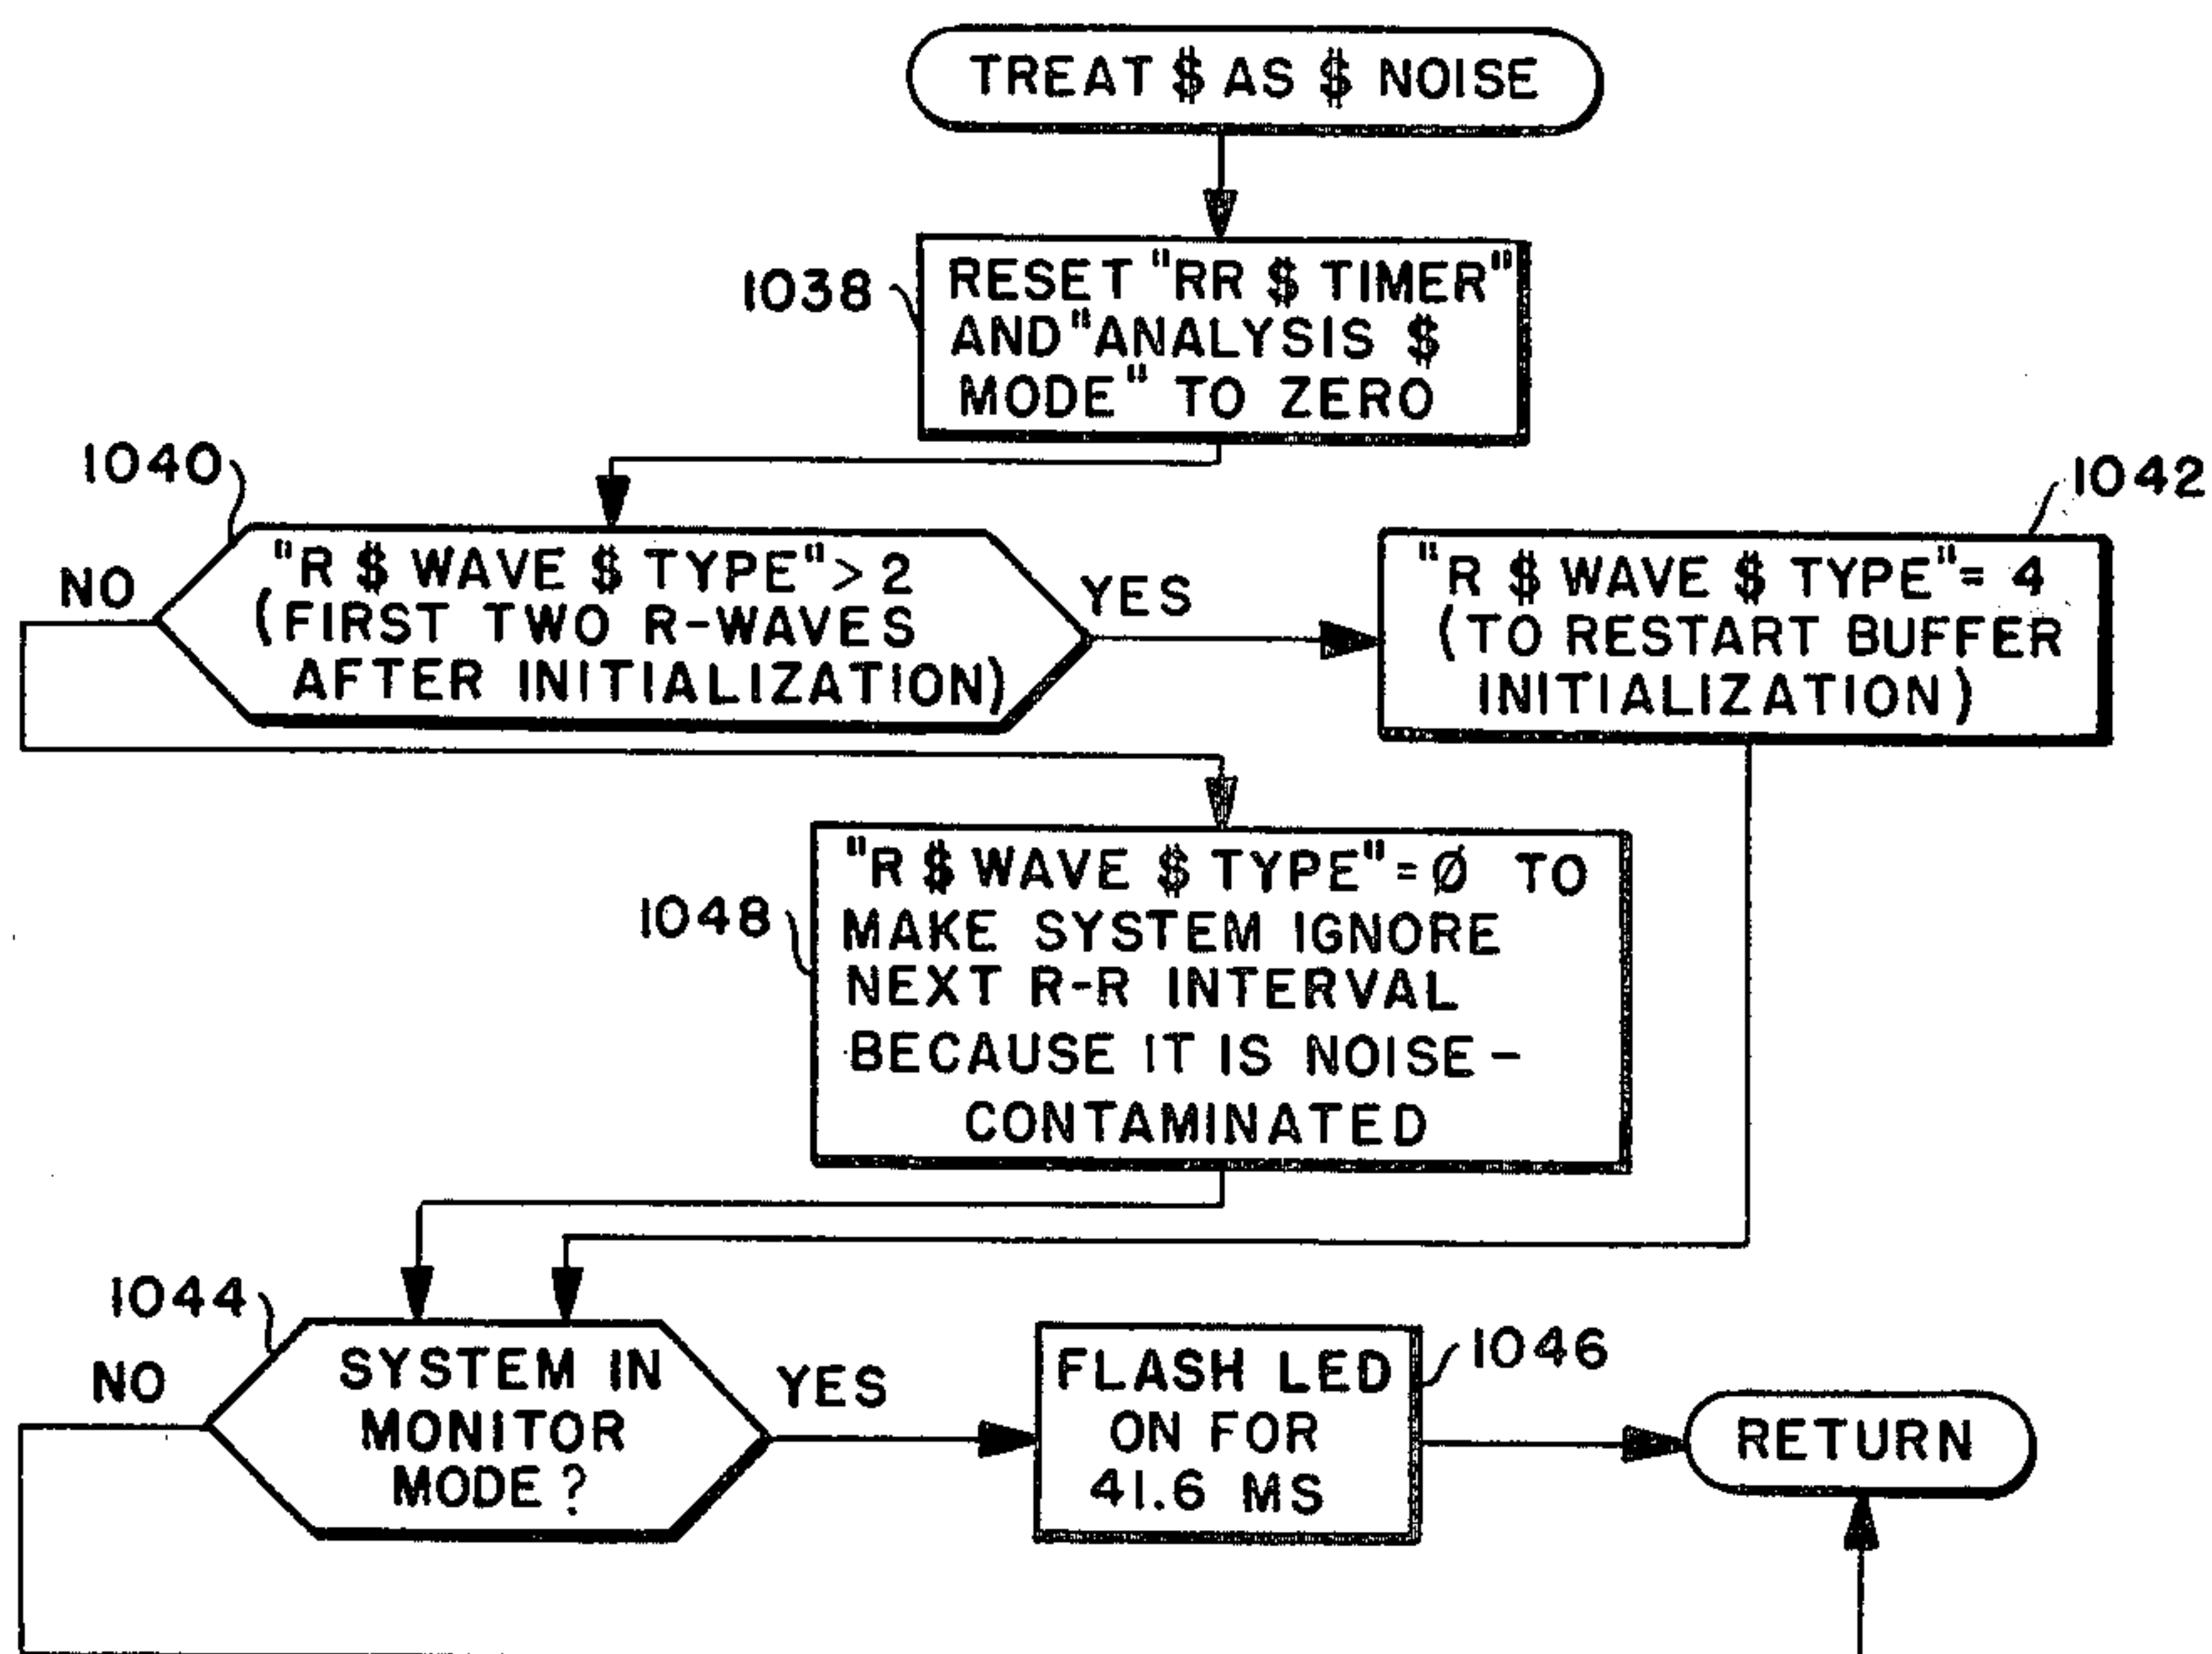 TREAT $ AS $ NOISE
1038
RESET "RR $ TIMER"
AND "ANALYSIS $
MODE" TO ZERO
1040
NO
"R $ WAVE $ TYPE" > 2
(FIRST TWO R-WAVES
AFTER INITIALIZATION)
YES
1042
"R $ WAVE $ TYPE" = 4
(TO RESTART BUFFER
INITIALIZATION)
1048
"R $ WAVE $ TYPE" = Ø TO
MAKE SYSTEM IGNORE
NEXT R-R INTERVAL
BECAUSE IT IS NOISE-
CONTAMINATED
1044
NO
SYSTEM IN
MONITOR
MODE?
YES
FLASH LED
ON FOR
41.6 MS
1046
RETURN